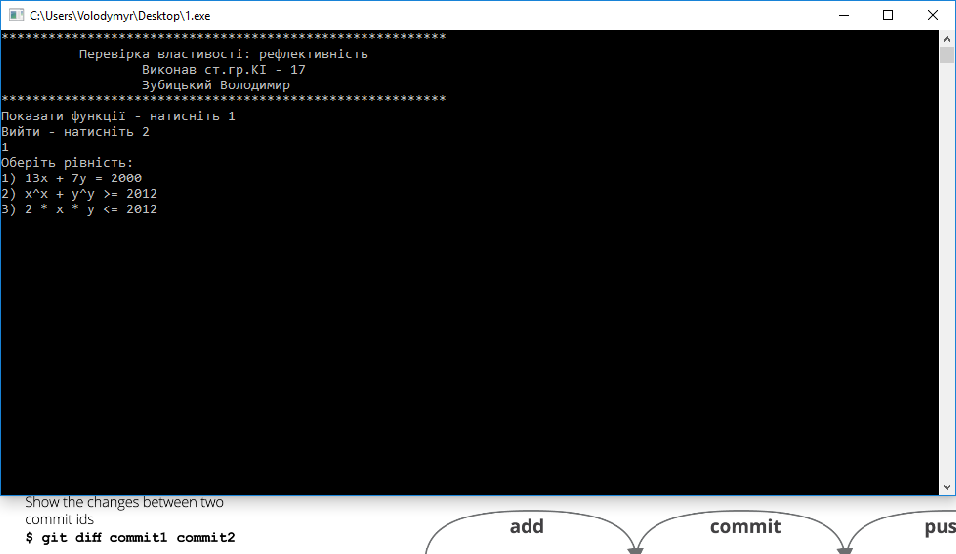 C:\Users\Volodymyr\Desktop\1.exe
*********************************************************
Перевірка властивості: рефлективність
Виконав ст.гр.КІ - 17
Зубицький Володимир
*********************************************************
Показати функції - натисніть 1
Вийти - натисніть 2
1
Оберіть рівність:
1) 13x + 7y = 2000
2) x^x + y^y >= 2012
3) 2 * x * y <= 2012
Show the changes between two
commit ids
$ git diff commit1 commit2
add
commit
pus